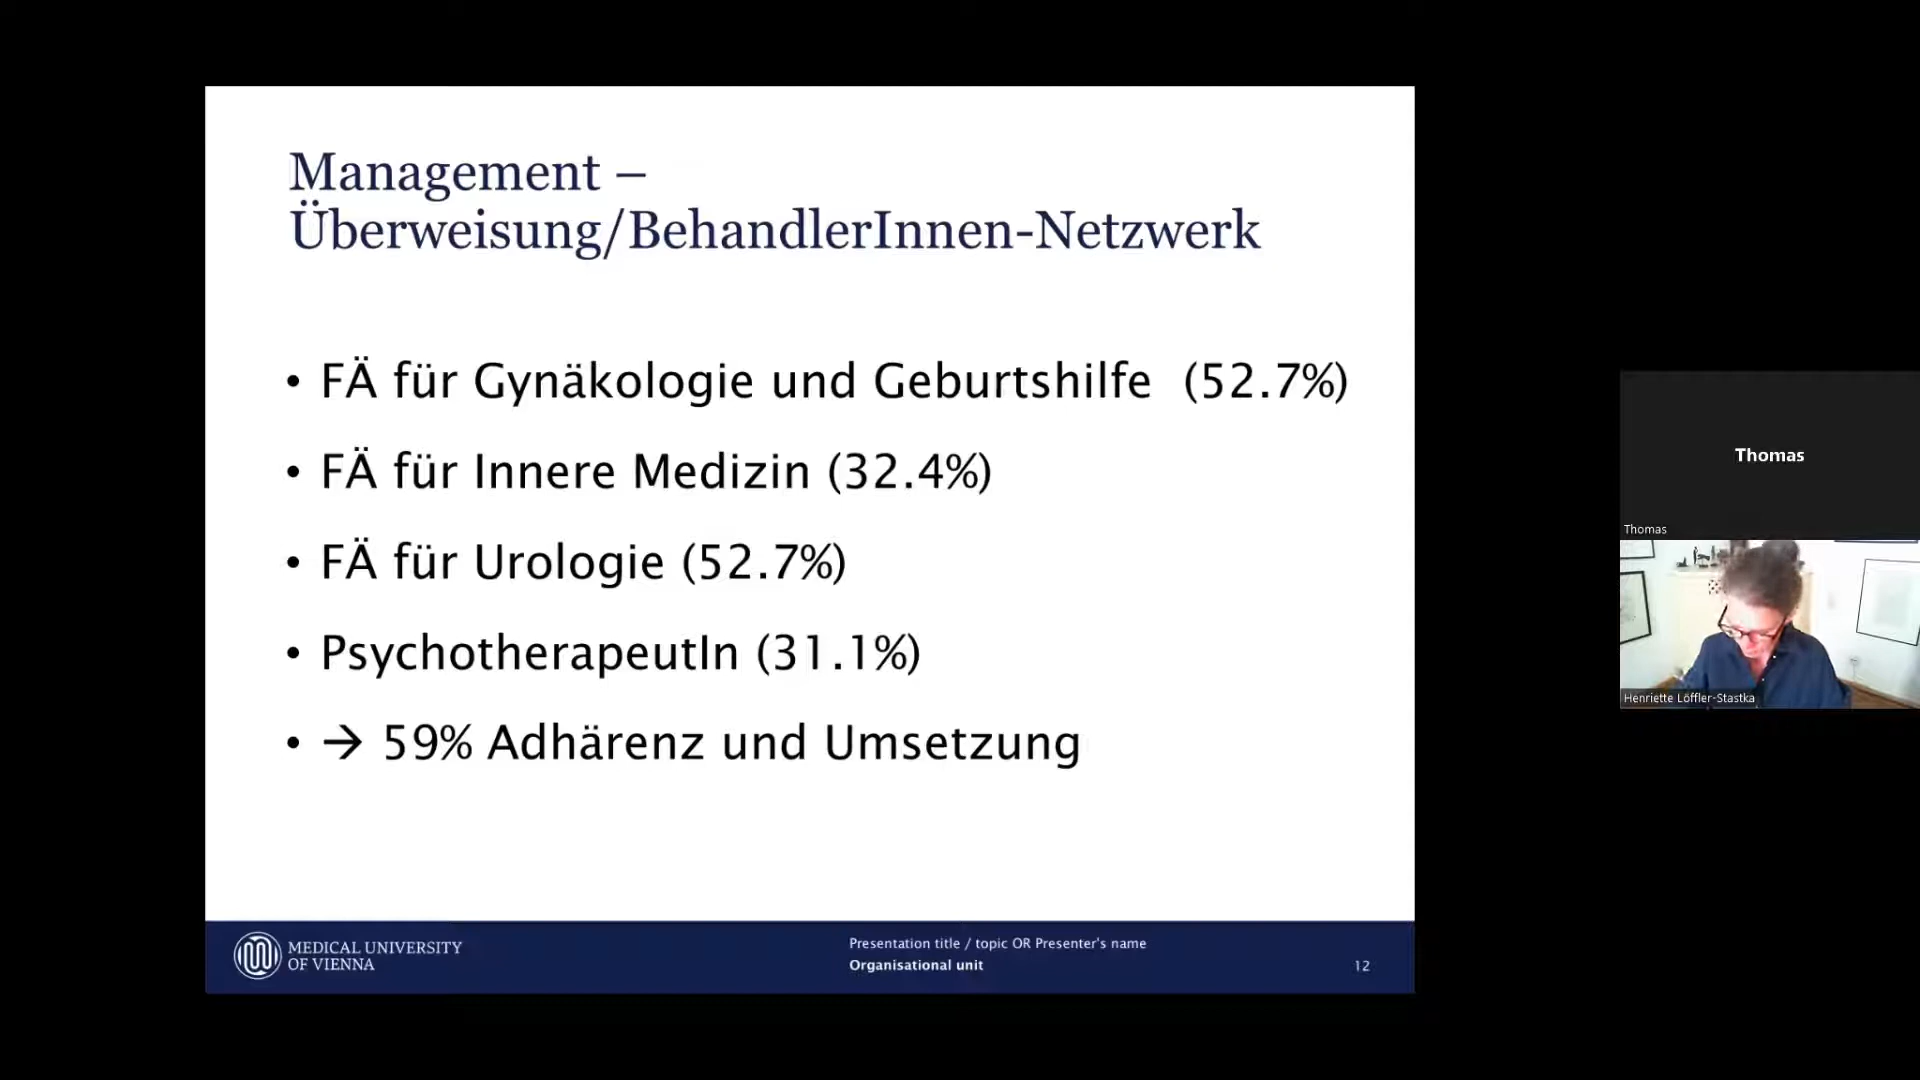 Management –
Überweisung/BehandlerInnen-Netzwerk
• FÄ für Gynäkologie und Geburtshilfe (52.7%)
• FÄ für Innere Medizin (32.4%)
• FÄ für Urologie (52.7%)
• PsychotherapeutIn (31.1%)
• → 59% Adhärenz und Umsetzung
MEDICAL UNIVERSITY
OF VIENNA
Presentation title / topic OR Presenter's name
Organisational unit
12
Thomas
Thomas
Henriette Löffler-Stastka